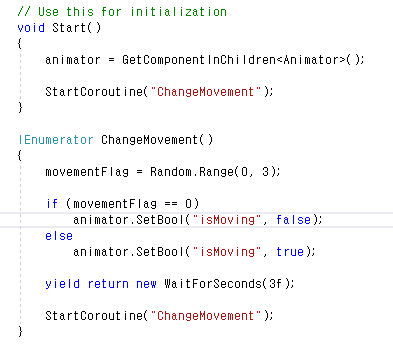 // Use this for initialization
void Start()
{
    animator = GetComponentInChildren<Animator>();

    StartCoroutine("ChangeMovement");
}

IEnumerator ChangeMovement()
{
    movementFlag = Random.Range(0, 3);

    if (movementFlag == 0)
        animator.SetBool("isMoving", false);
    else
        animator.SetBool("isMoving", true);

    yield return new WaitForSeconds(3f);

    StartCoroutine("ChangeMovement");
}